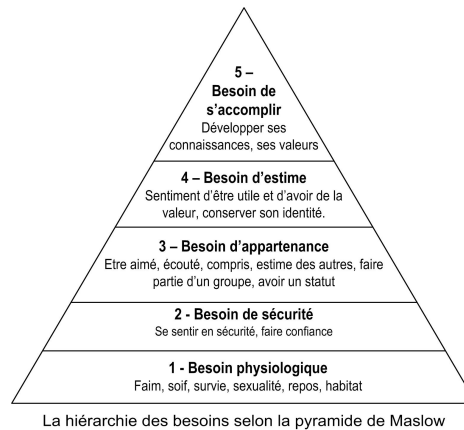 5 –
Besoin de
s’accomplir
Développer ses
connaissances, ses valeurs
4 – Besoin d’estime
Sentiment d’être utile et d’avoir de la
valeur, conserver son identité.
3 – Besoin d’appartenance
Etre aimé, écouté, compris, estime des autres, faire
partie d’un groupe, avoir un statut
2 - Besoin de sécurité
Se sentir en sécurité, faire confiance
1 - Besoin physiologique
Faim, soif, survie, sexualité, repos, habitat
La hiérarchie des besoins selon la pyramide de Maslow